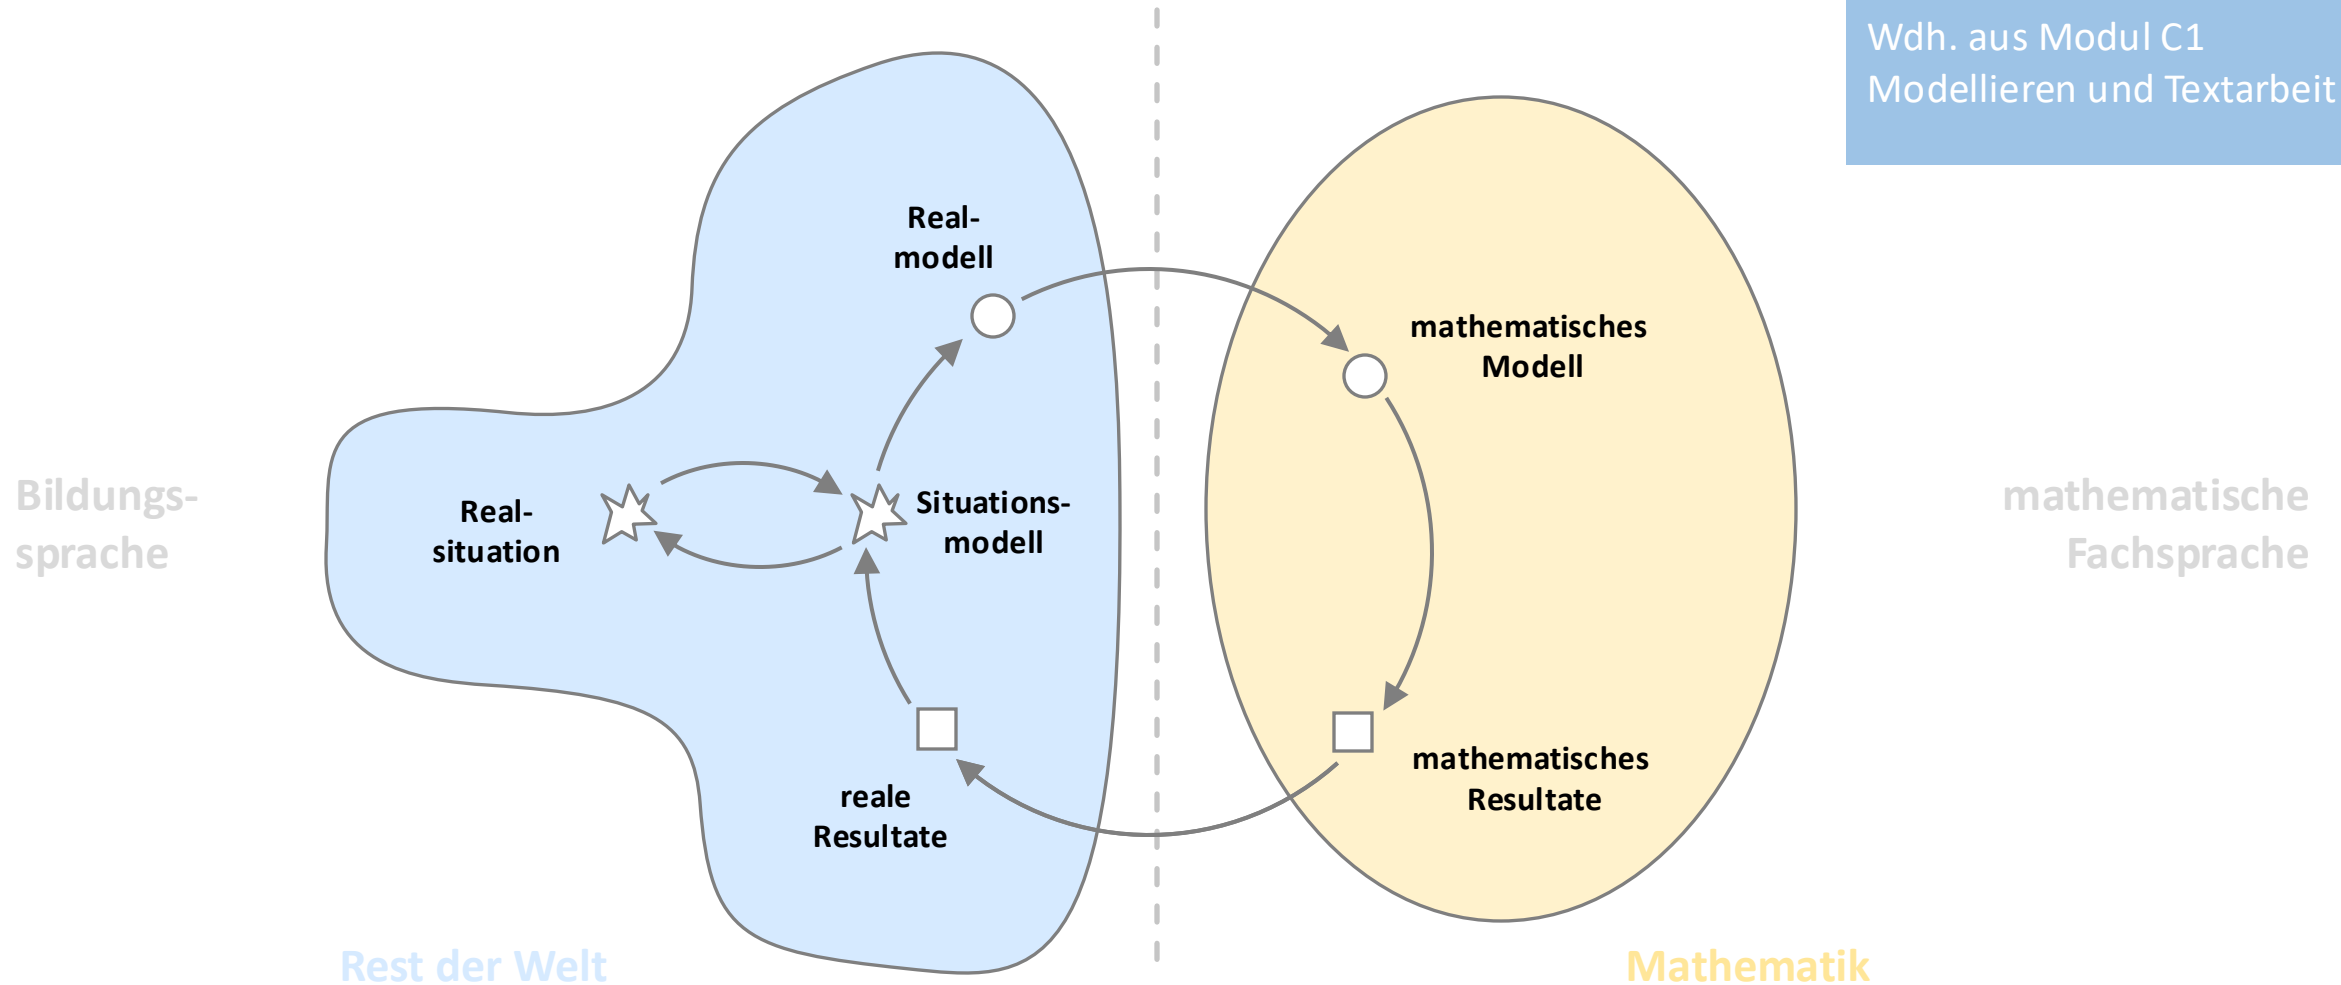 Wdh. aus Modul C1
Modellieren und Textarbeit
Real-
modell
mathematisches
Modell
Bildungs-
sprache
Real-
situation
Situations-
modell
mathematische
Fachsprache
reale
Resultate
mathematisches
Resultate
Rest der Welt
Mathematik